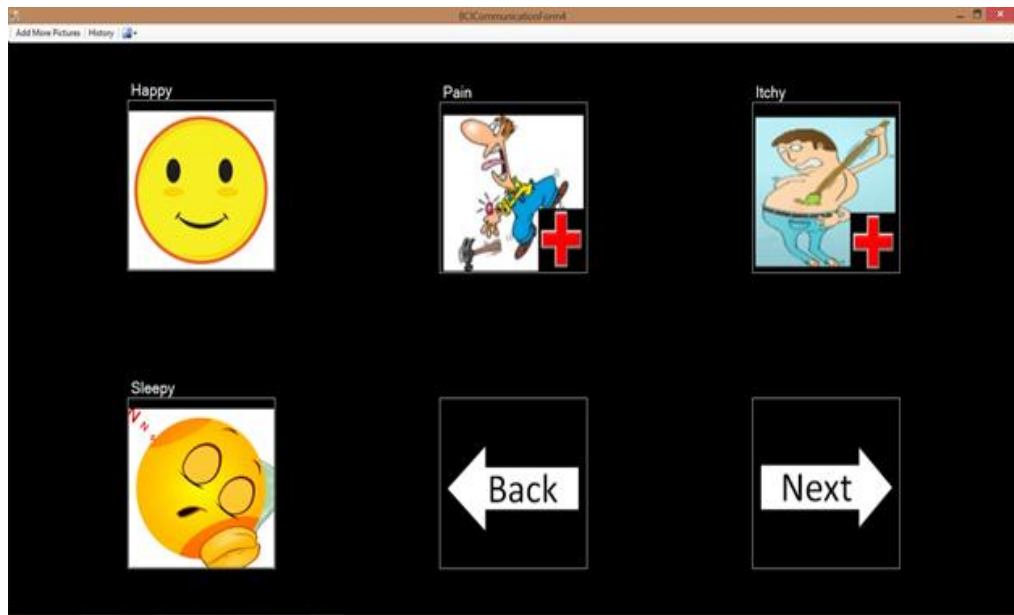 BCICommunicationForm4
Add More Pictures History
Happy
Pain
Itchy
Sleepy
Back
Next